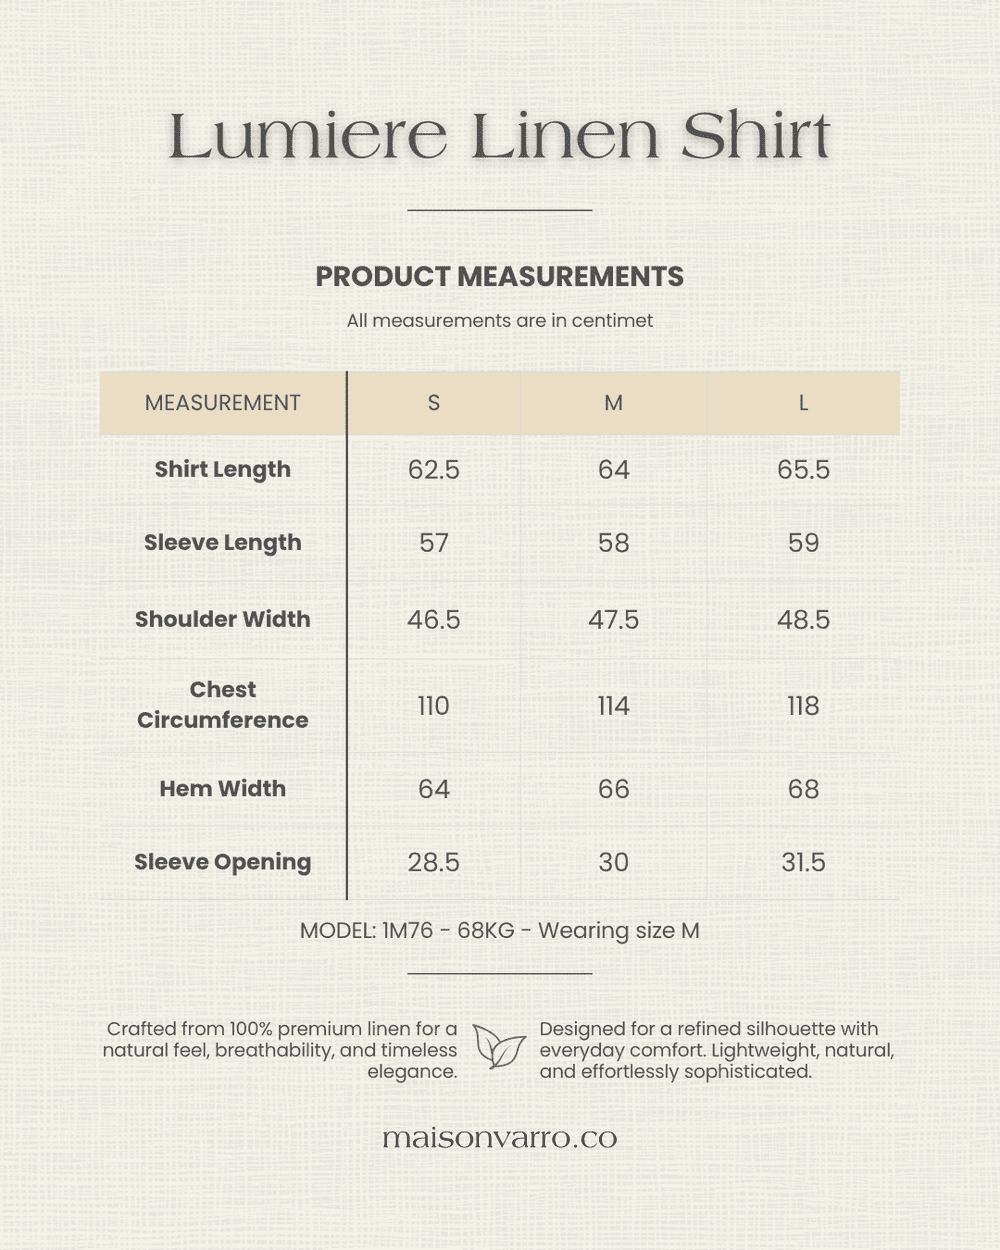 Lumiere Linen Shirt
PRODUCT MEASUREMENTS
All measurements are in centimet
MEASUREMENT S M L
Shirt Length 62.5 64 65.5
Sleeve Length 57 58 59
Shoulder Width 46.5 47.5 48.5
Chest
Circumference 110 114 118
Hem Width 64 66 68
Sleeve Opening 28.5 30 31.5
MODEL: 1M76 - 68KG - Wearing size M
Crafted from 100% premium linen for a
natural feel, breathability, and timeless
elegance.
Designed for a refined silhouette with
everyday comfort. Lightweight, natural,
and effortlessly sophisticated.
maisonvarro.co